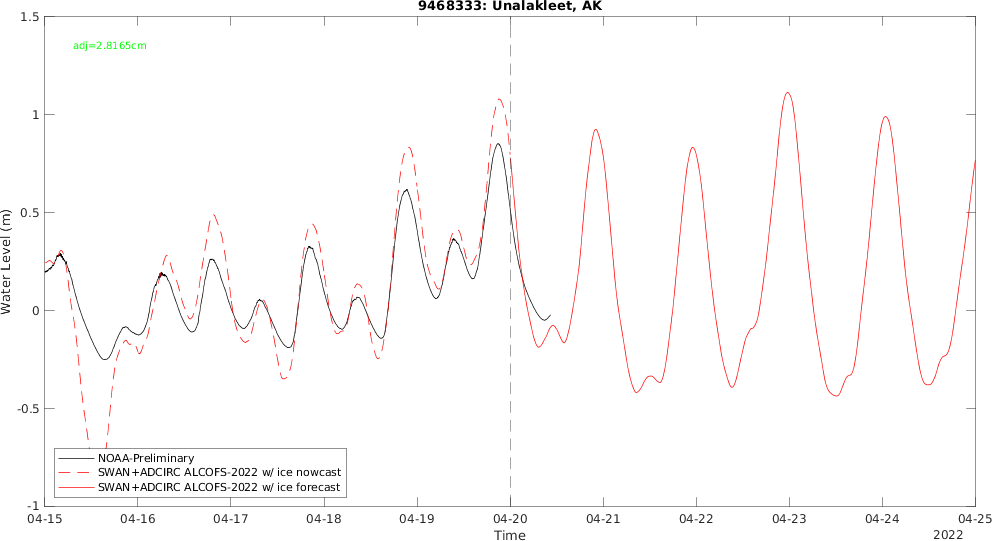 9468333: Unalakleet, AK
adj=2.8165cm
1.5
1
0.5
0
-0.5
-1
Water Level (m)
NOAA-Preliminary
SWAN+ADCIRC ALCOFS-2022 w/ ice nowcast
SWAN+ADCIRC ALCOFS-2022 w/ ice forecast
04-15 04-16 04-17 04-18 04-19 04-20 04-21 04-22 04-23 04-24 04-25
Time
2022